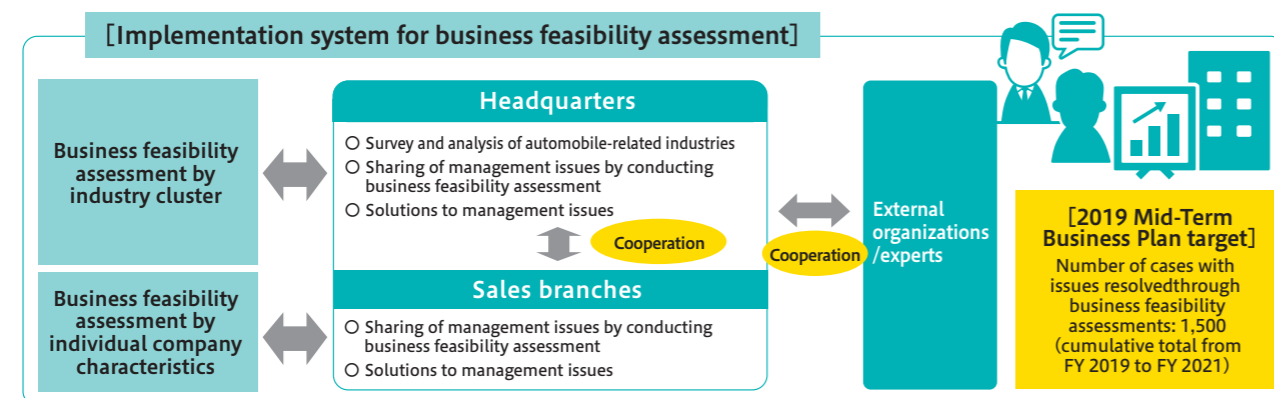 ［Implementation system for business feasibility assessment］
Business feasibility
assessment by
industry cluster
Business feasibility
assessment by
individual company
characteristics
Headquarters
○ Survey and analysis of automobile-related industries
○ Sharing of management issues by conducting
business feasibility assessment
○ Solutions to management issues
Cooperation
Sales branches
○ Sharing of management issues by conducting
business feasibility assessment
○ Solutions to management issues
Cooperation
External
organizations
/experts
［2019 Mid-Term
Business Plan target］
Number of cases with
issues resolvedthrough
business feasibility
assessments: 1,500
（cumulative total from
FY 2019 to FY 2021）